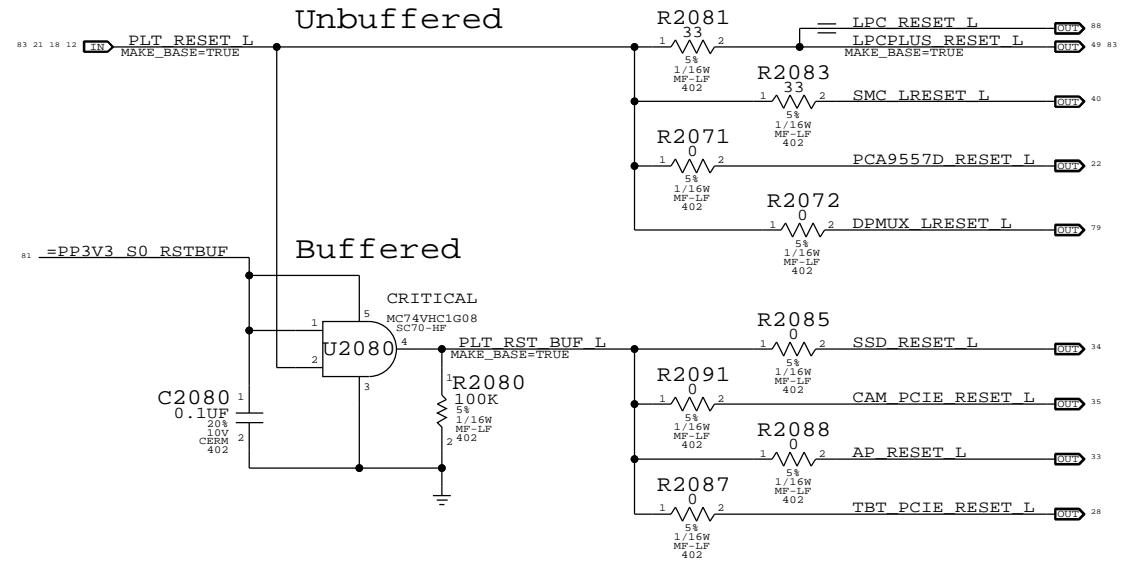 Unbuffered
83 21 18 12 IN PLT_RESET_L
MAKE_BASE=TRUE
R2081
33
1 2
5%
1/16W
MF-LF
402
LPC_RESET_L OUT 88
LPCPLUS_RESET_L OUT 49 83
MAKE_BASE=TRUE
R2083
33
1 2
5%
1/16W
MF-LF
402
SMC_LRESET_L OUT 40
R2071
0
1 2
5%
1/16W
MF-LF
402
PCA9557D_RESET_L OUT 22
R2072
0
1 2
5%
1/16W
MF-LF
402
DPMUX_LRESET_L OUT 79
Buffered
81 =PP3V3_S0_RSTBUF
CRITICAL
MC74VHC1G08
SC70-HF
5
1
U2080
2
4
3
PLT_RST_BUF_L
MAKE_BASE=TRUE
C2080
0.1UF
20%
10V
CERM
402
1
2
R2080
100K
5%
1/16W
MF-LF
402
1
2
R2085
0
1 2
5%
1/16W
MF-LF
402
SSD_RESET_L OUT 34
R2091
0
1 2
5%
1/16W
MF-LF
402
CAM_PCIE_RESET_L OUT 35
R2088
0
1 2
5%
1/16W
MF-LF
402
AP_RESET_L OUT 33
R2087
0
1 2
5%
1/16W
MF-LF
402
TBT_PCIE_RESET_L OUT 28